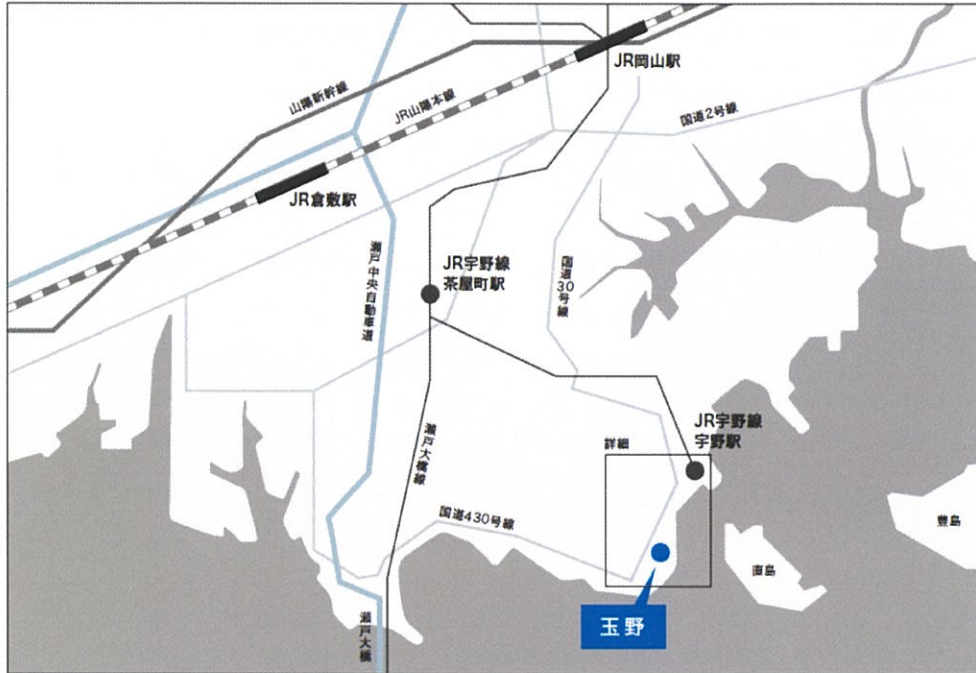 JR岡山駅
山陽新幹線
JR山陽本線
国道2号線
JR倉敷駅
瀬戸中央自動車道
JR宇野線
茶屋町駅
国道30号線
瀬戸大橋線
JR宇野線
宇野駅
詳細
国道430号線
豊島
直島
玉野
瀬戸大橋